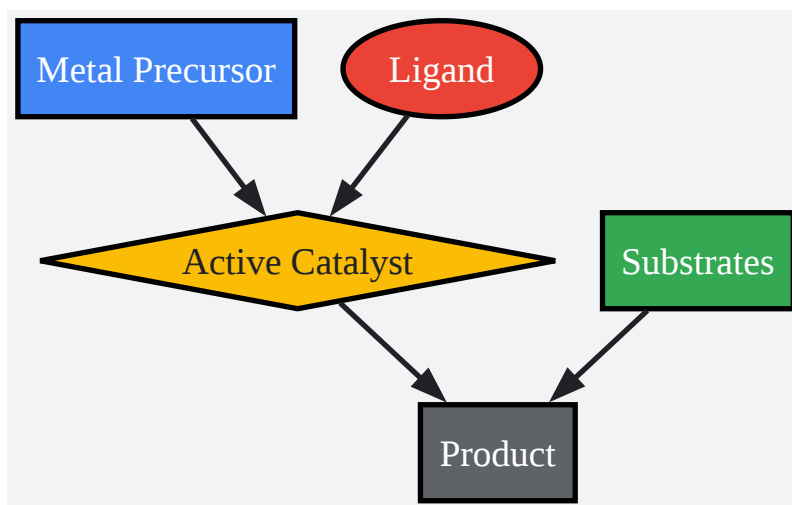 Metal Precursor
Ligand
Active Catalyst
Substrates
Product